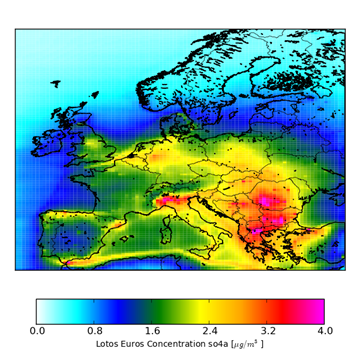 0.0 0.8 1.6 2.4 3.2 4.0
Lotos Euros Concentration so4a [μg/m³ ]